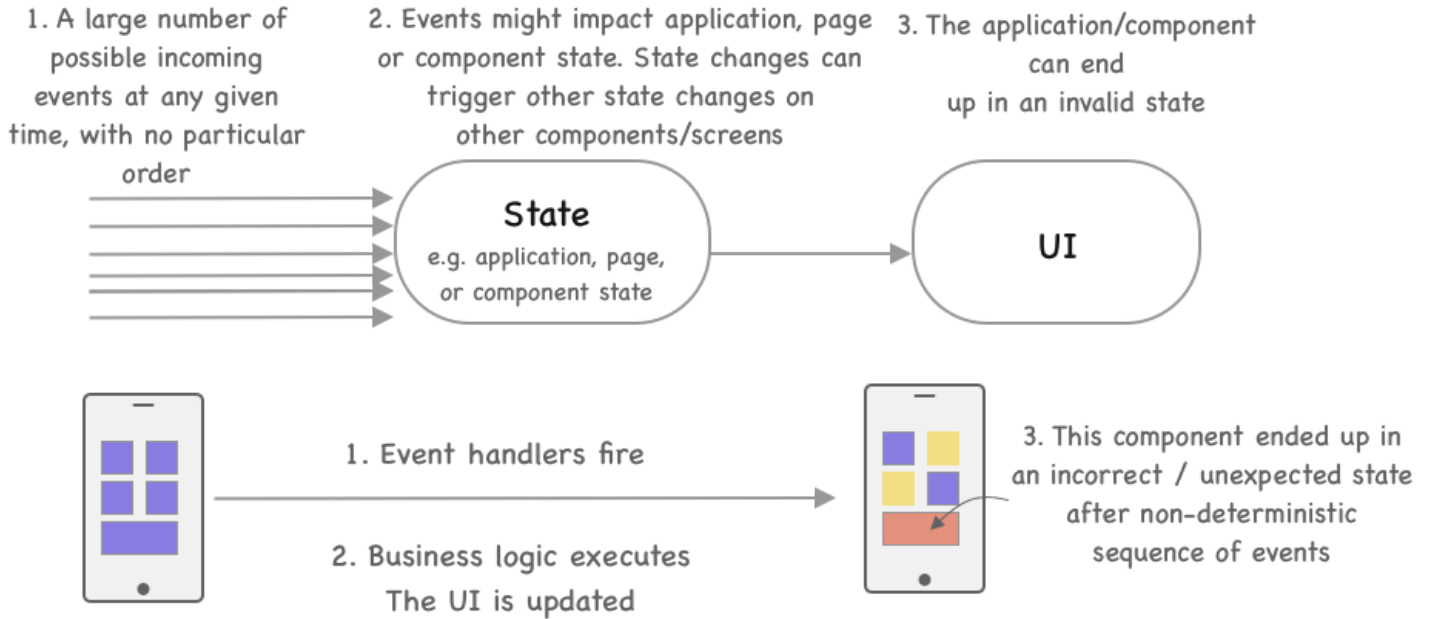 1. A large number of
possible incoming
events at any given
time, with no particular
order
2. Events might impact application, page
or component state. State changes can
trigger other state changes on
other components/screens
3. The application/component
can end
up in an invalid state
State
e.g. application, page,
or component state
UI
1. Event handlers fire
2. Business logic executes
The UI is updated
3. This component ended up in
an incorrect / unexpected state
after non-deterministic
sequence of events